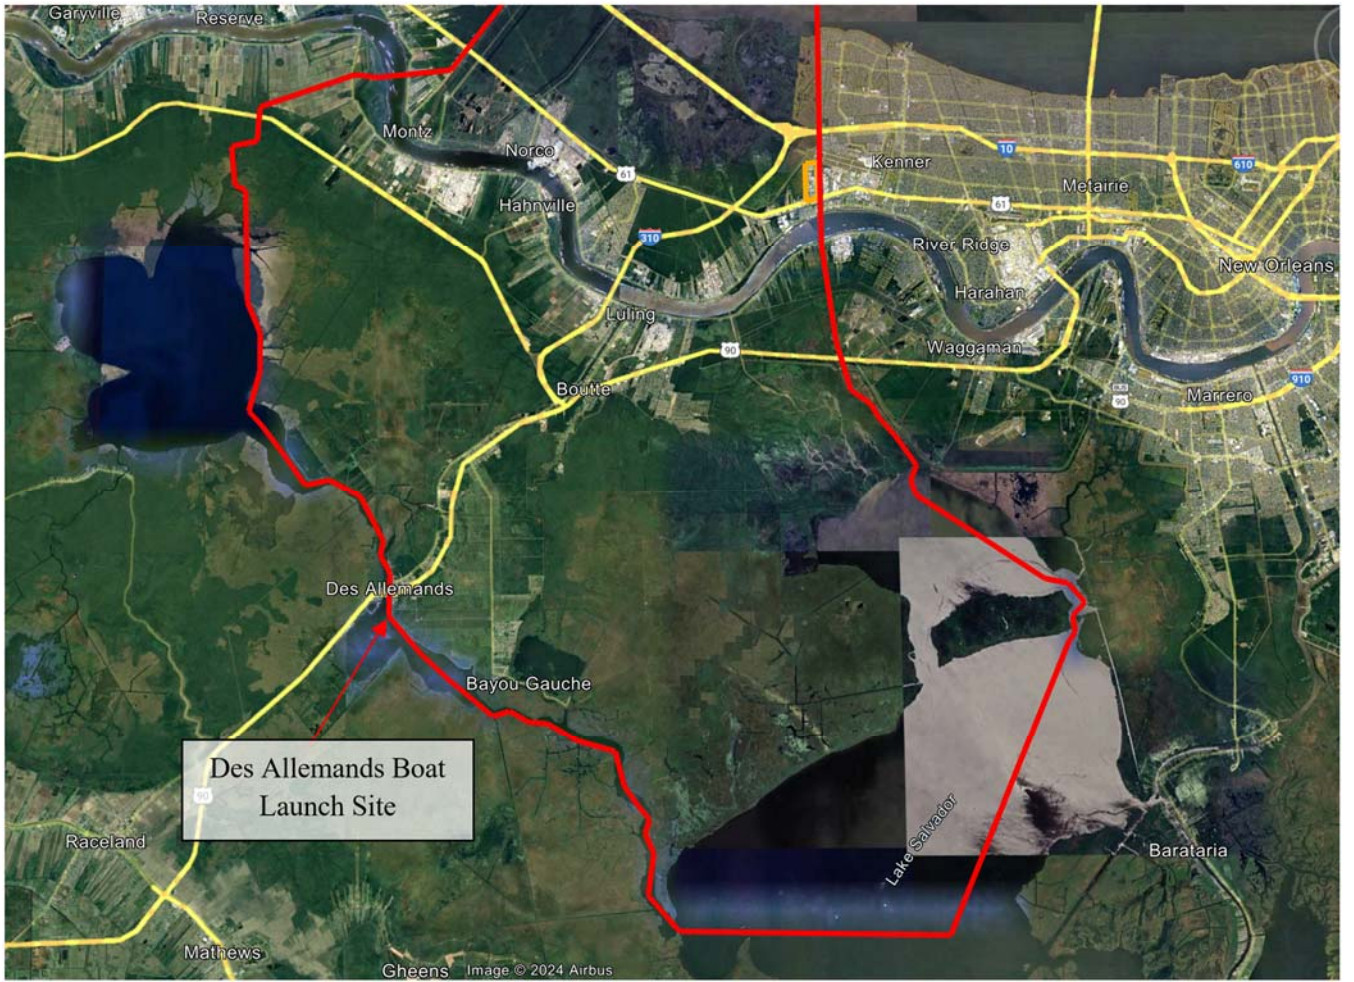 Garyville
Reserve
Montz
Norco
61
Kenner
10
610
Metairie
Hahnville
61
310
River Ridge
New Orleans
Harahan
Luling
Waggaman
90
Boutte
910
BUS
90
Marrero
Des Allemands
Bayou Gauche
Des Allemands Boat
Launch Site
90
Raceland
Lake Salvador
Barataria
Mathews
Gheens
Image © 2024 Airbus